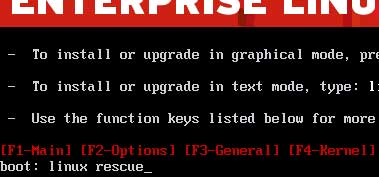 ENTERPRISE LINU
- To install or upgrade in graphical mode, pre
- To install or upgrade in text mode, type: li
- Use the function keys listed below for more
[F1-Main] [F2-Options] [F3-General] [F4-Kernel]
boot: linux rescue_